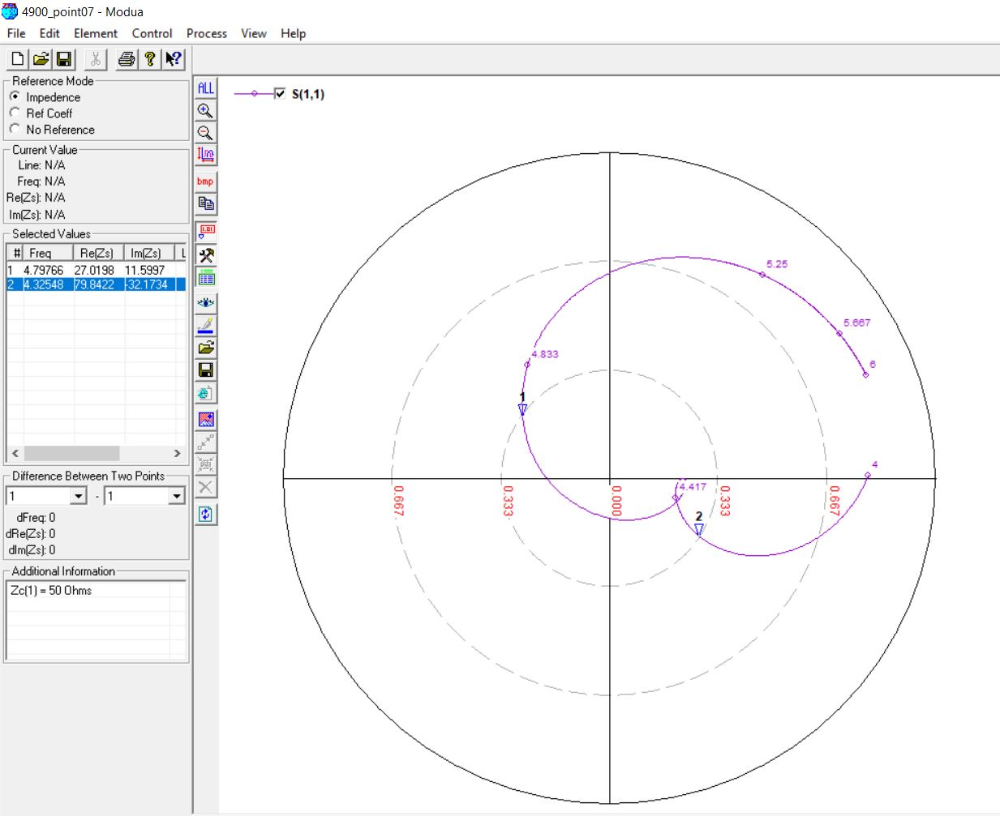 4900_point07 - Modua
File Edit Element Control Process View Help
Reference Mode
Impedence
Ref Coeff
No Reference
Current Value
Line: N/A
Freq: N/A
Re(Zs): N/A
Im(Zs): N/A
Selected Values
# Freq Re(Zs) Im(Zs) L
1 4.79766 27.0198 11.5997
2 4.32548 79.8422 -32.1734
Difference Between Two Points
1 - 1
dFreq: 0
dRe(Zs): 0
dIm(Zs): 0
Additional Information
Zc(1) = 50 Ohms
ALL
bmp
1.01
S(1,1)
5.25
5.667
6
4.833
1
4
4.417
2
0.667
0.333
0.000
0.333
0.667